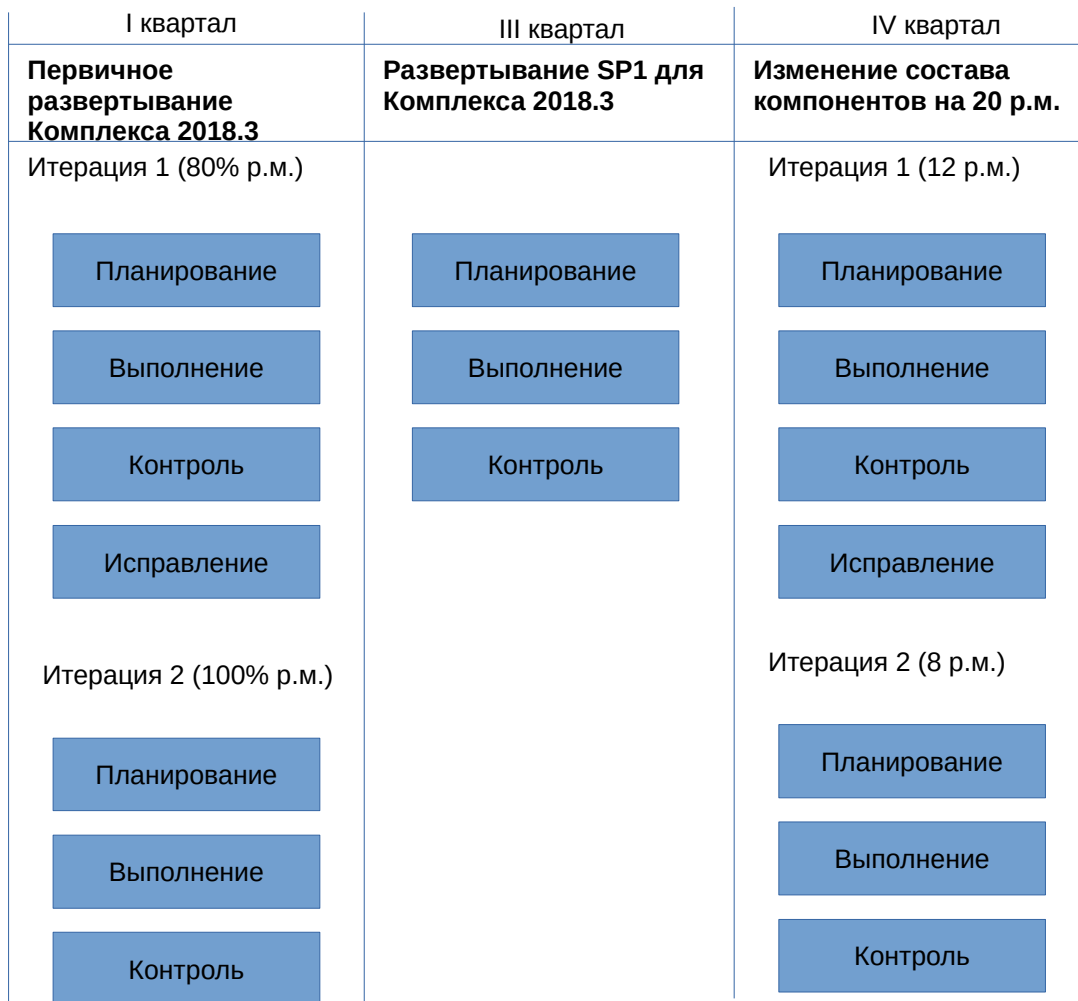 I квартал
III квартал
IV квартал
Первичное
развертывание
Комплекса 2018.3
Развертывание SP1 для
Комплекса 2018.3
Изменение состава
компонентов на 20 р.м.
Итерация 1 (80% р.м.)
Планирование
Выполнение
Контроль
Исправление
Итерация 2 (100% р.м.)
Планирование
Выполнение
Контроль
Планирование
Выполнение
Контроль
Итерация 1 (12 р.м.)
Планирование
Выполнение
Контроль
Исправление
Итерация 2 (8 р.м.)
Планирование
Выполнение
Контроль